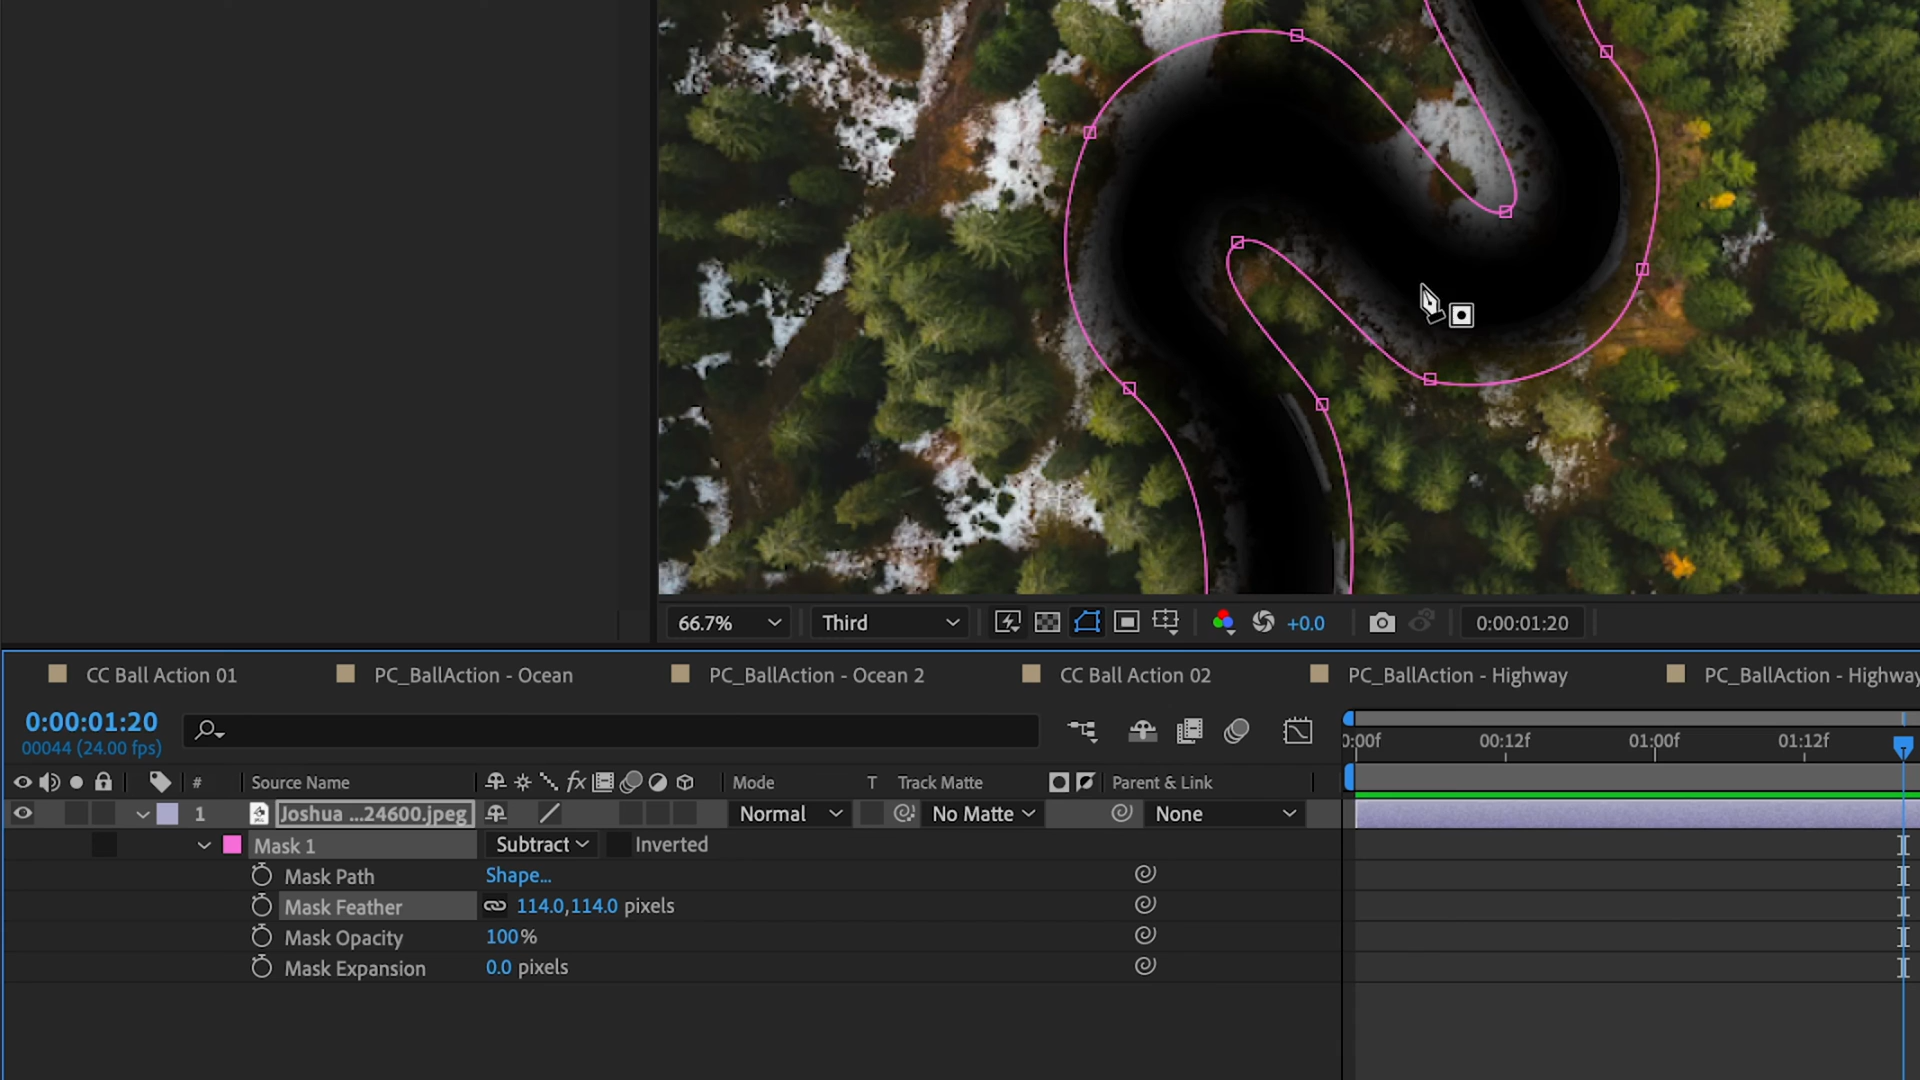 66.7% Third +0.0 0:00:01:20
CC Ball Action 01 PC_BallAction - Ocean PC_BallAction - Ocean 2 CC Ball Action 02 PC_BallAction - Highway PC_BallAction - Highway
0:00:01:20
00044 (24.00 fps)
0:00f 00:12f 01:00f 01:12f
# Source Name fx Mode T Track Matte Parent & Link
1 Joshua ...24600.jpeg Normal No Matte None
Mask 1 Subtract Inverted
Mask Path Shape...
Mask Feather 114.0,114.0 pixels
Mask Opacity 100%
Mask Expansion 0.0 pixels